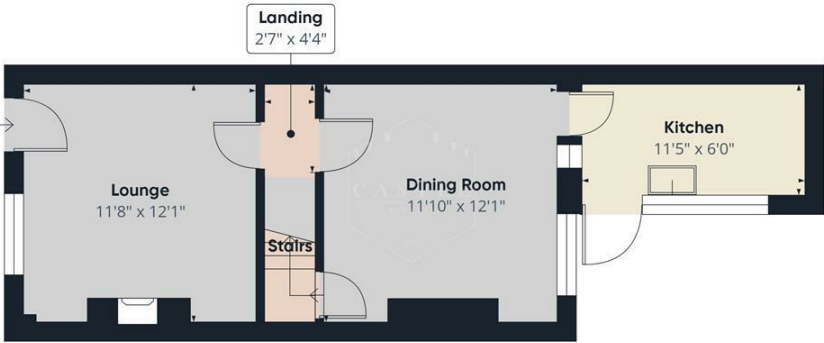 Landing
2'7" x 4'4"
Lounge
11'8" x 12'1"
Stairs
Dining Room
11'10" x 12'1"
Kitchen
11'5" x 6'0"